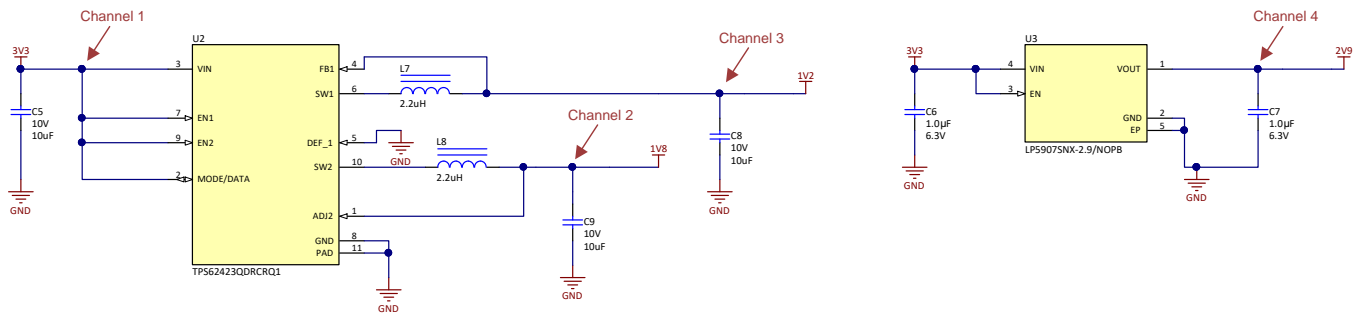 Channel 1
Channel 3
Channel 4
U2
U3
3V3
3 VIN
FB1 4
L7
2.2uH
1V2
3V3
4 VIN
VOUT 1
2V9
SW1 6
3 EN
C5
10V
10uF
7 EN1
Channel 2
C6
1.0µF
6.3V
GND 2
EP 5
C7
1.0µF
6.3V
9 EN2
DEF_1 5
GND
L8
2.2uH
1V8
C8
10V
10uF
LP5907SNX-2.9/NOPB
SW2 10
2 MODE/DATA
GND
GND
GND
GND
GND
ADJ2 1
C9
10V
10uF
GND 8
PAD 11
TPS62423QDRCRQ1
GND
GND